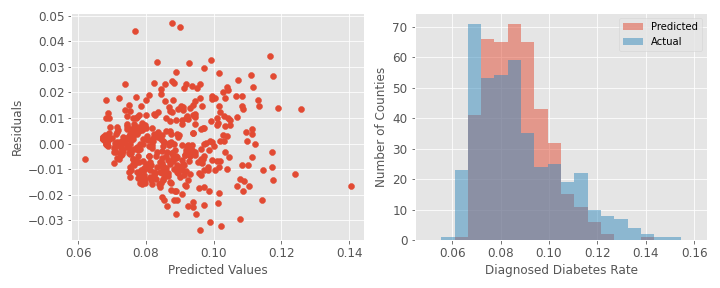 0.05
0.04
0.03
0.02
0.01
0.00
−0.01
−0.02
−0.03
Residuals
0.06 0.08 0.10 0.12 0.14
Predicted Values
70
60
50
40
30
20
10
0
Number of Counties
Predicted
Actual
0.06 0.08 0.10 0.12 0.14 0.16
Diagnosed Diabetes Rate